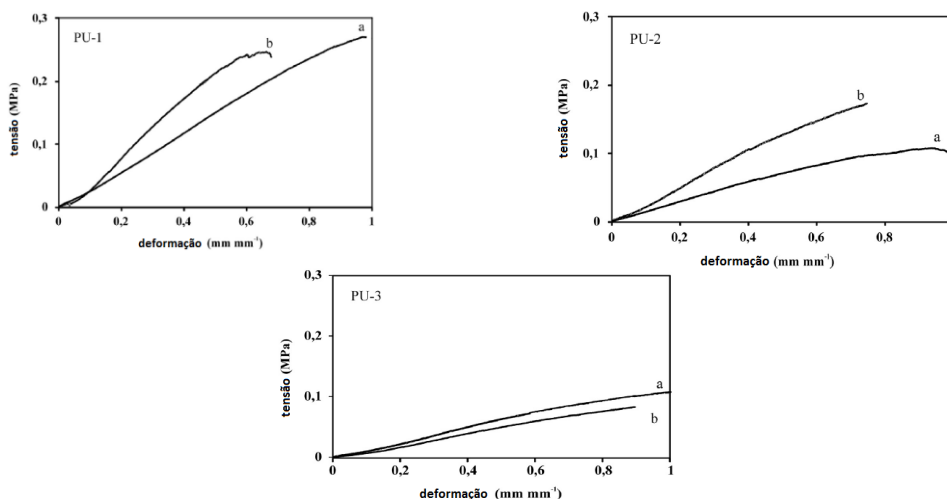 PU-1
b
a
0,3
0,2
0,1
0
tensão (MPa)
0
0,2
0,4
0,6
0,8
1
deformação (mm mm⁻¹)
PU-2
b
a
0,3
0,2
0,1
0
tensão (MPa)
0
0,2
0,4
0,6
0,8
deformação (mm mm⁻¹)
PU-3
a
b
0,3
0,2
0,1
0
tensão (MPa)
0
0,2
0,4
0,6
0,8
1
deformação (mm mm⁻¹)